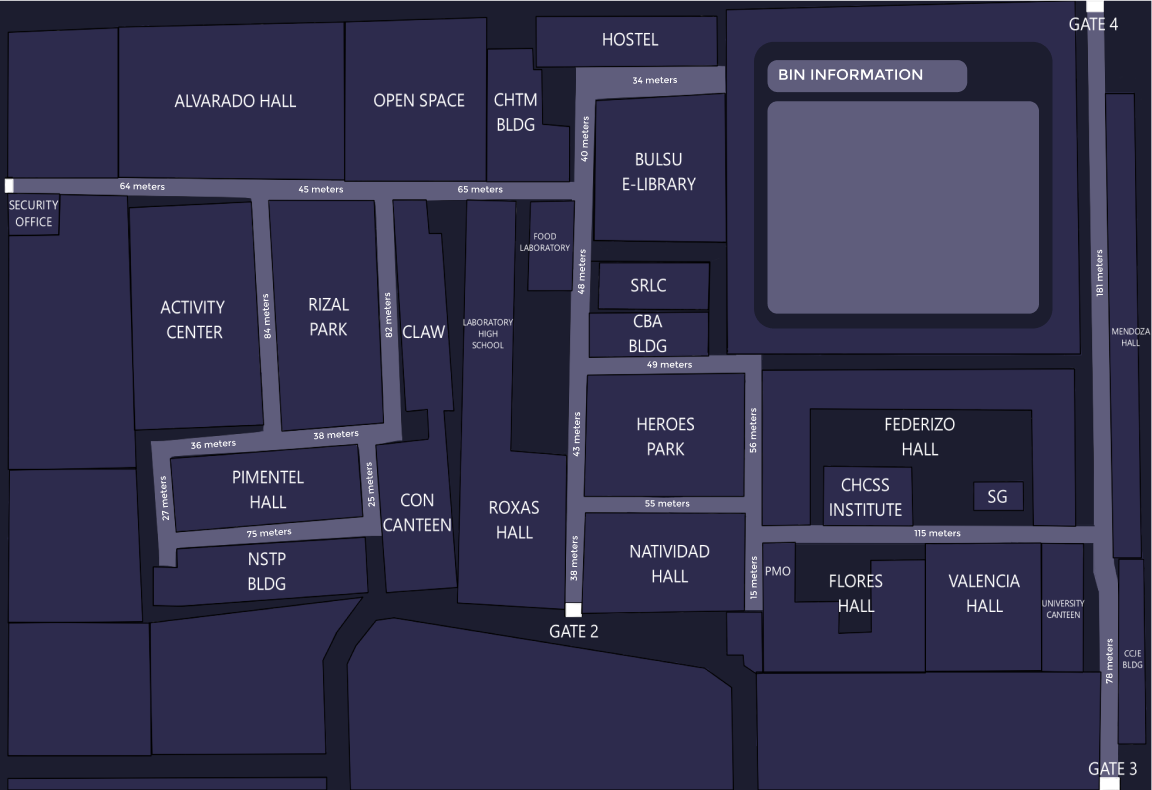 GATE 4
HOSTEL
BIN INFORMATION
34 meters
ALVARADO HALL
OPEN SPACE
CHTM
BLDG
40 meters
BULSU
E-LIBRARY
64 meters
45 meters
65 meters
SECURITY
OFFICE
FOOD
LABORATORY
48 meters
181 meters
SRLC
ACTIVITY
CENTER
84 meters
RIZAL
PARK
82 meters
CLAW
LABORATORY
HIGH
SCHOOL
CBA
BLDG
MENDOZA
HALL
49 meters
36 meters
38 meters
43 meters
HEROES
PARK
56 meters
FEDERIZO
HALL
27 meters
PIMENTEL
HALL
25 meters
CON
CANTEEN
ROXAS
HALL
CHCSS
INSTITUTE
SG
55 meters
75 meters
115 meters
NSTP
BLDG
38 meters
NATIVIDAD
HALL
15 meters
PMO
FLORES
HALL
VALENCIA
HALL
UNIVERSITY
CANTEEN
GATE 2
78 meters
CCJE
BLDG
GATE 3